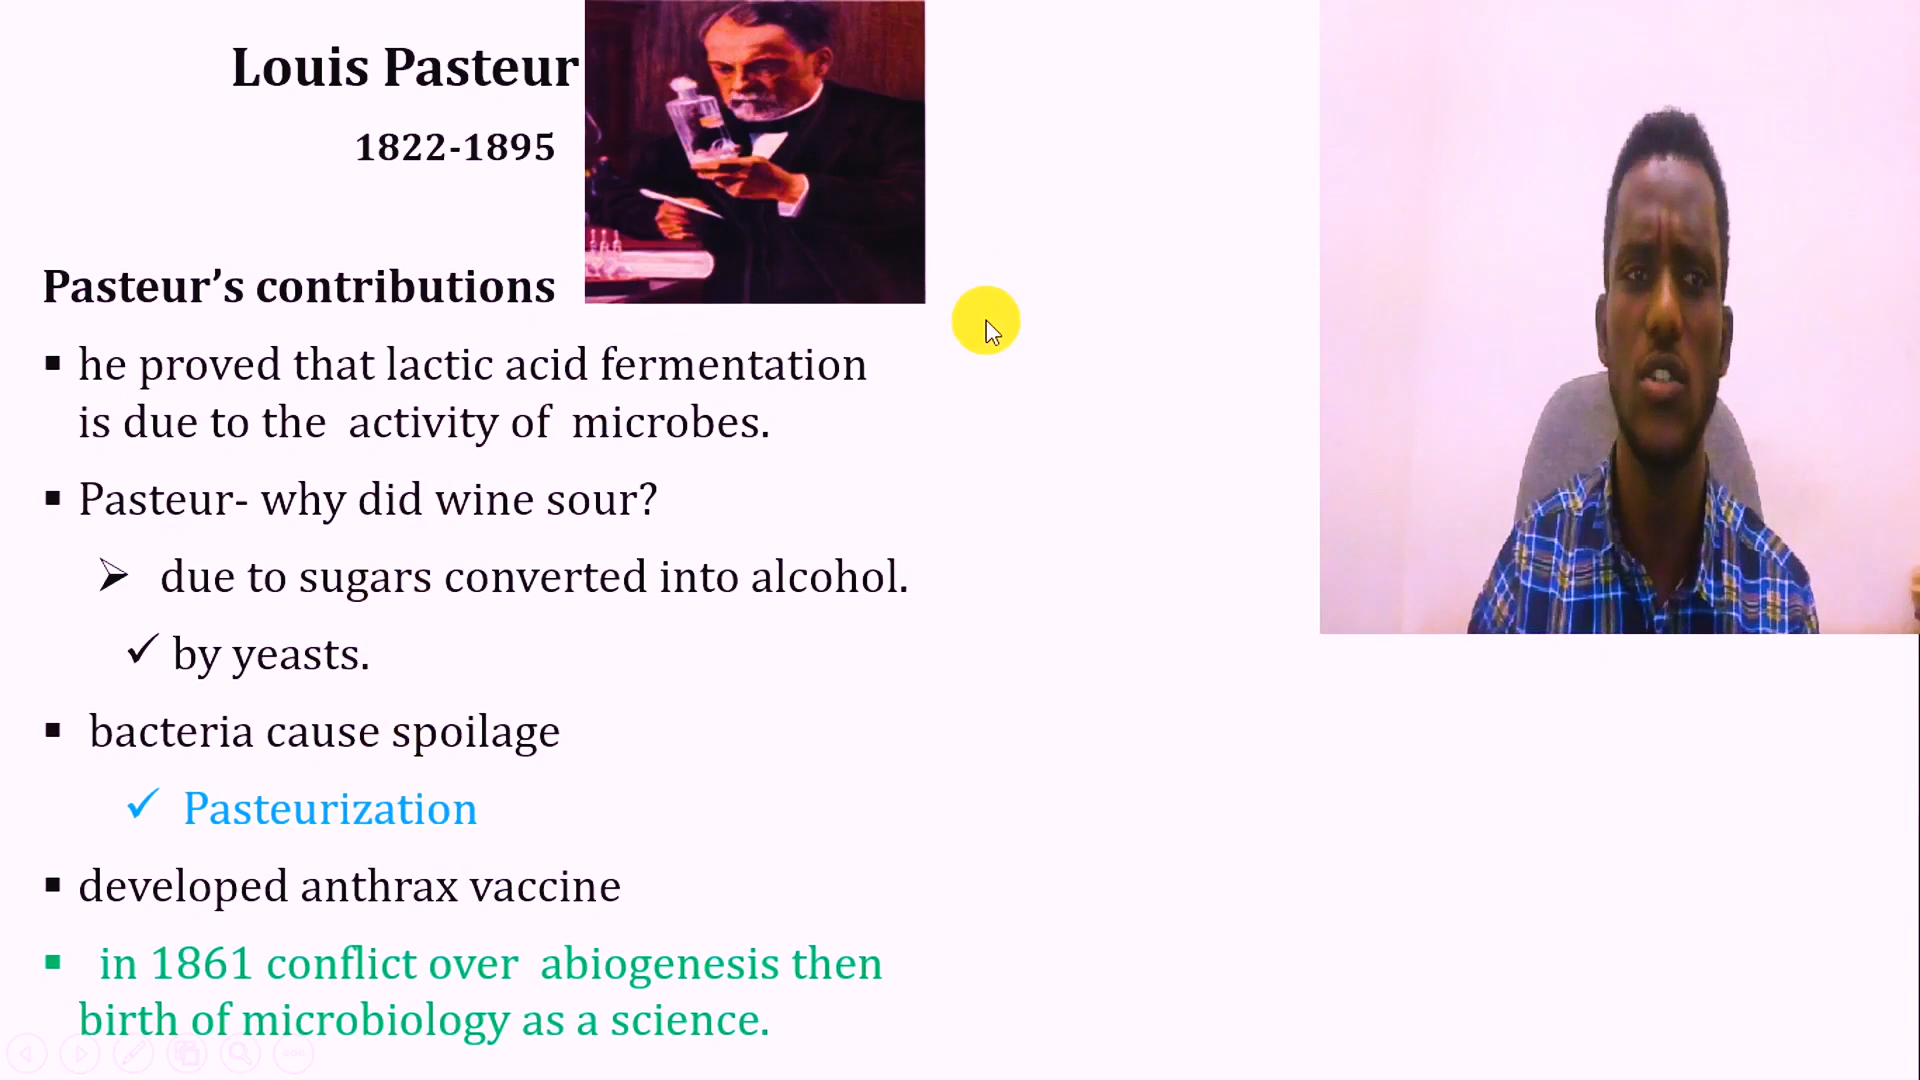 Louis Pasteur
1822-1895
Pasteur’s contributions
▪ he proved that lactic acid fermentation
is due to the activity of microbes.
▪ Pasteur- why did wine sour?
➢ due to sugars converted into alcohol.
✓ by yeasts.
▪ bacteria cause spoilage
✓ Pasteurization
▪ developed anthrax vaccine
▪ in 1861 conflict over abiogenesis then
birth of microbiology as a science.